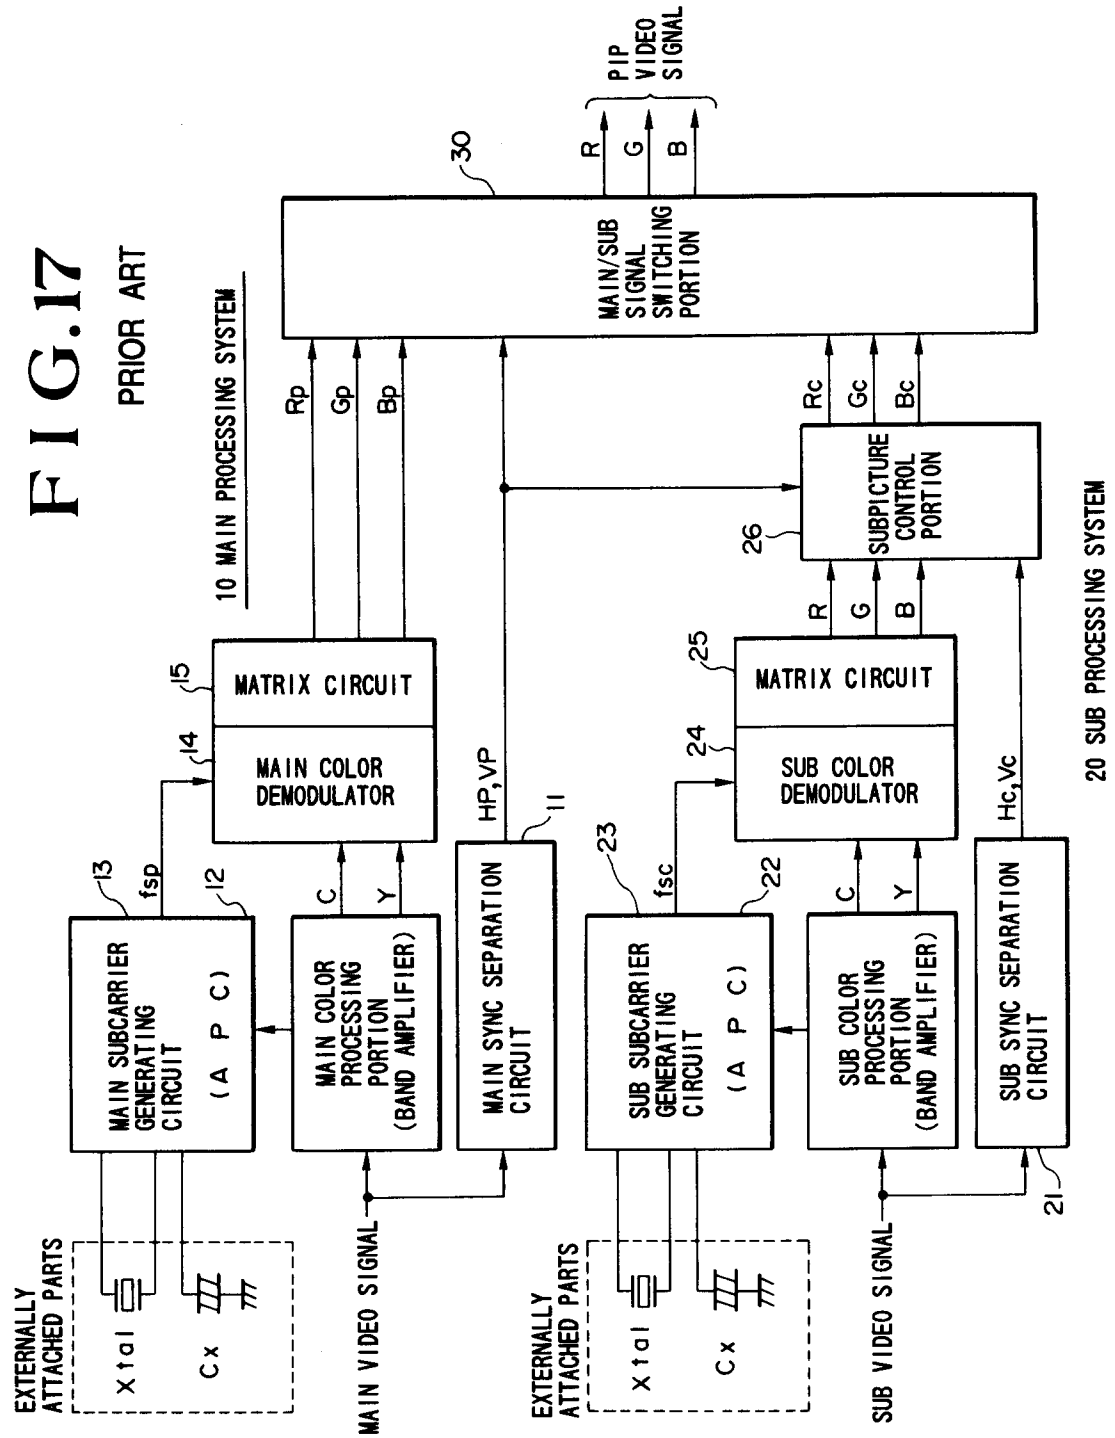 FIG.17
PRIOR ART
10 MAIN PROCESSING SYSTEM
EXTERNALLY
ATTACHED PARTS
Xtal
Cx
13
MAIN SUBCARRIER
GENERATING
CIRCUIT
(APC)
fsp
12
MAIN COLOR
PROCESSING
PORTION
(BAND AMPLIFIER)
C
Y
14
MAIN COLOR
DEMODULATOR
15
MATRIX CIRCUIT
Rp
Gp
Bp
MAIN VIDEO SIGNAL
MAIN SYNC SEPARATION
CIRCUIT
11
HP,VP
30
MAIN/SUB
SIGNAL
SWITCHING
PORTION
R
G
B
PIP
VIDEO
SIGNAL
EXTERNALLY
ATTACHED PARTS
Xtal
Cx
23
SUB SUBCARRIER
GENERATING
CIRCUIT
(APC)
fsc
22
SUB COLOR
PROCESSING
PORTION
(BAND AMPLIFIER)
C
Y
24
SUB COLOR
DEMODULATOR
25
MATRIX CIRCUIT
R
G
B
26
SUBPICTURE
CONTROL
PORTION
Rc
Gc
Bc
SUB VIDEO SIGNAL
21
SUB SYNC SEPARATION
CIRCUIT
Hc,Vc
20 SUB PROCESSING SYSTEM